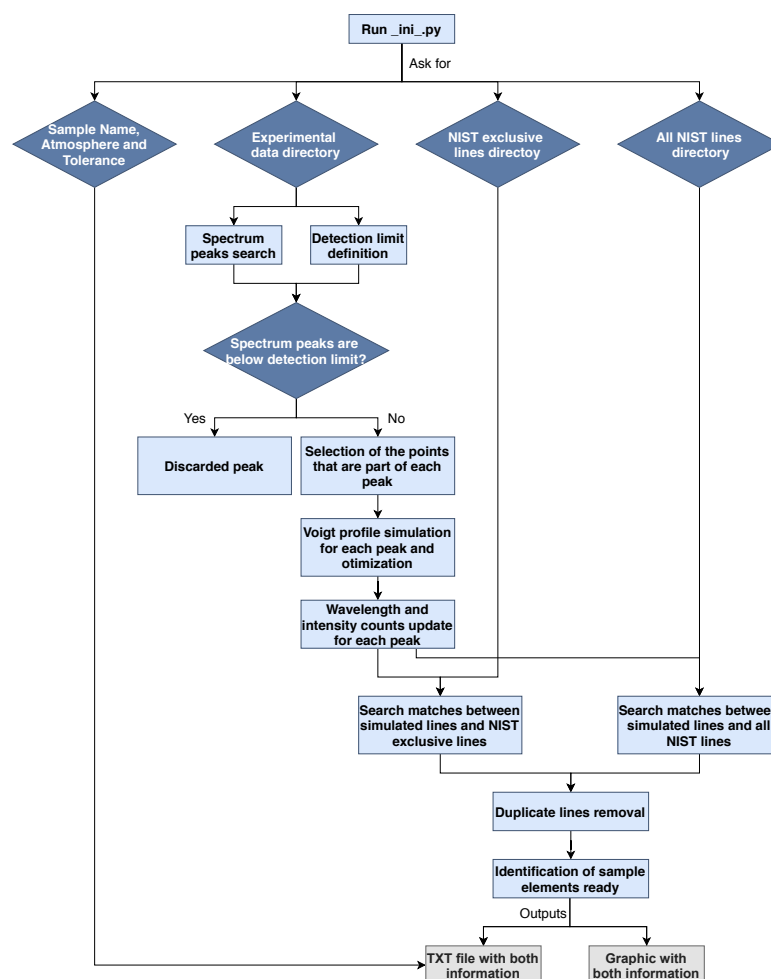 Run _ini_.py
Ask for
Sample Name,
Atmosphere and
Tolerance
Experimental
data directory
NIST exclusive
lines directoy
All NIST lines
directory
Spectrum
peaks search
Detection limit
definition
Spectrum peaks are
below detection limit?
Yes
No
Discarded peak
Selection of the points
that are part of each
peak
Voigt profile simulation
for each peak and
otimization
Wavelength and
intensity counts update
for each peak
Search matches between
simulated lines and NIST
exclusive lines
Search matches between
simulated lines and all
NIST lines
Duplicate lines removal
Identification of sample
elements ready
Outputs
TXT file with both
information
Graphic with
both information